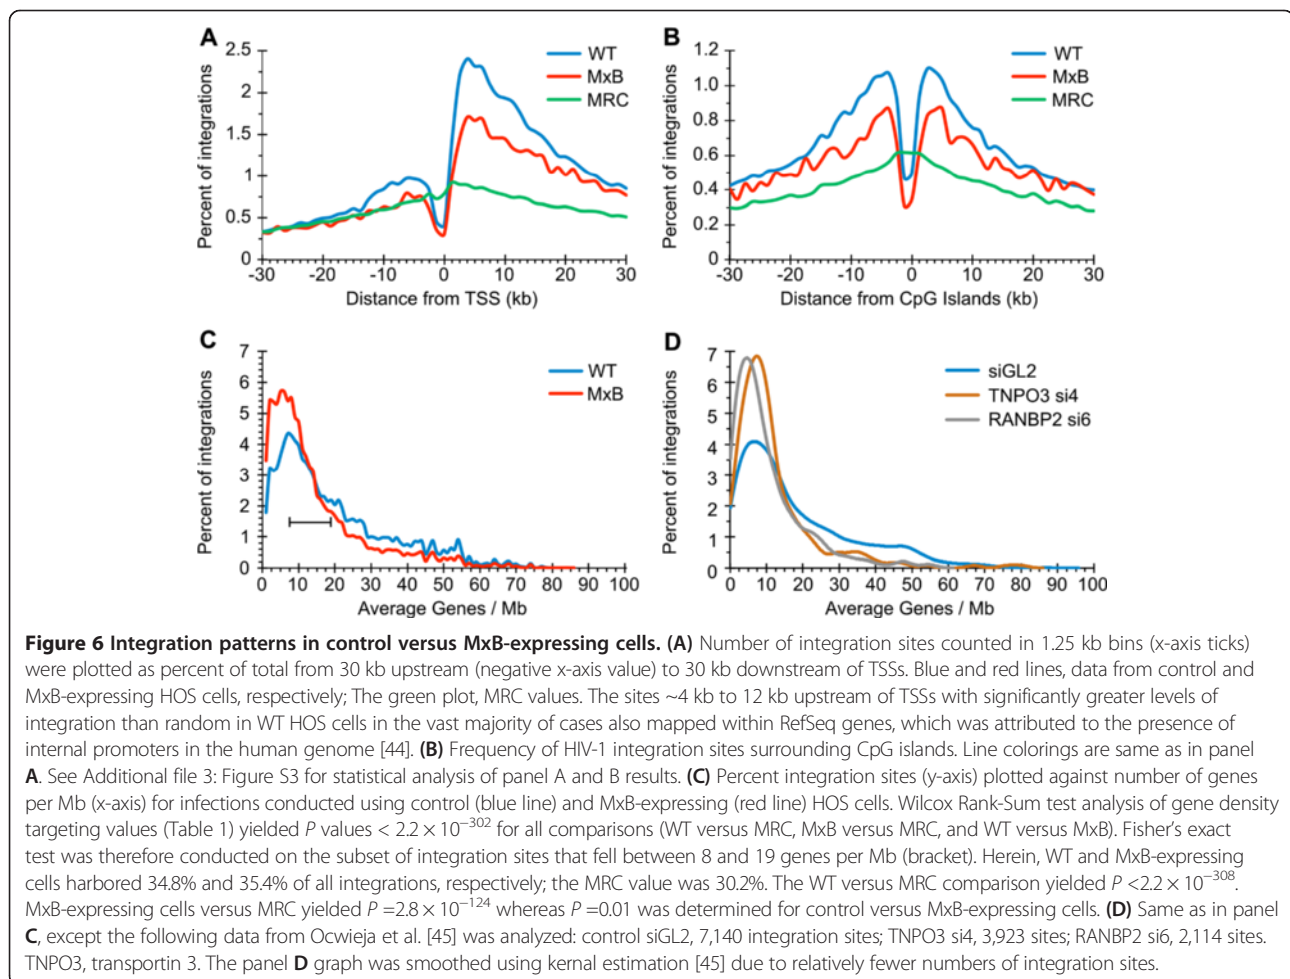 A
2.5
2
1.5
1
0.5
0
Percent of integrations
-30
-20
-10
0
10
20
30
Distance from TSS (kb)
WT
MxB
MRC
B
1.2
1.0
0.8
0.6
0.4
0.2
0
Percent of integrations
-30
-20
-10
0
10
20
30
Distance from CpG Islands (kb)
WT
MxB
MRC
C
7
6
5
4
3
2
1
0
Percent of integrations
0
10
20
30
40
50
60
70
80
90
100
Average Genes / Mb
WT
MxB
D
7
6
5
4
3
2
1
0
Percent of integrations
0
10
20
30
40
50
60
70
80
90
100
Average Genes / Mb
siGL2
TNPO3 si4
RANBP2 si6
Figure 6 Integration patterns in control versus MxB-expressing cells. (A) Number of integration sites counted in 1.25 kb bins (x-axis ticks)
were plotted as percent of total from 30 kb upstream (negative x-axis value) to 30 kb downstream of TSSs. Blue and red lines, data from control and
MxB-expressing HOS cells, respectively; The green plot, MRC values. The sites ~4 kb to 12 kb upstream of TSSs with significantly greater levels of
integration than random in WT HOS cells in the vast majority of cases also mapped within RefSeq genes, which was attributed to the presence of
internal promoters in the human genome [44]. (B) Frequency of HIV-1 integration sites surrounding CpG islands. Line colorings are same as in panel
A. See Additional file 3: Figure S3 for statistical analysis of panel A and B results. (C) Percent integration sites (y-axis) plotted against number of genes
per Mb (x-axis) for infections conducted using control (blue line) and MxB-expressing (red line) HOS cells. Wilcox Rank-Sum test analysis of gene density
targeting values (Table 1) yielded P values < 2.2 × 10⁻³⁰² for all comparisons (WT versus MRC, MxB versus MRC, and WT versus MxB). Fisher's exact
test was therefore conducted on the subset of integration sites that fell between 8 and 19 genes per Mb (bracket). Herein, WT and MxB-expressing
cells harbored 34.8% and 35.4% of all integrations, respectively; the MRC value was 30.2%. The WT versus MRC comparison yielded P <2.2 × 10⁻³⁰⁸.
MxB-expressing cells versus MRC yielded P =2.8 × 10⁻¹²⁴ whereas P =0.01 was determined for control versus MxB-expressing cells. (D) Same as in panel
C, except the following data from Ocwieja et al. [45] was analyzed: control siGL2, 7,140 integration sites; TNPO3 si4, 3,923 sites; RANBP2 si6, 2,114 sites.
TNPO3, transportin 3. The panel D graph was smoothed using kernal estimation [45] due to relatively fewer numbers of integration sites.